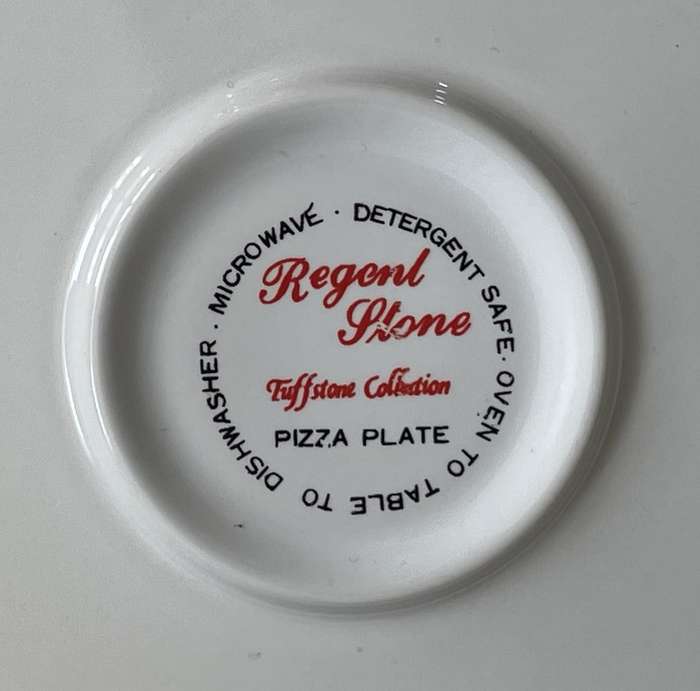 MICROWAVE · DETERGENT SAFE · OVEN TO TABLE TO DISHWASHER ·
Regent
Stone
Tuffstone Collection
PIZZA PLATE